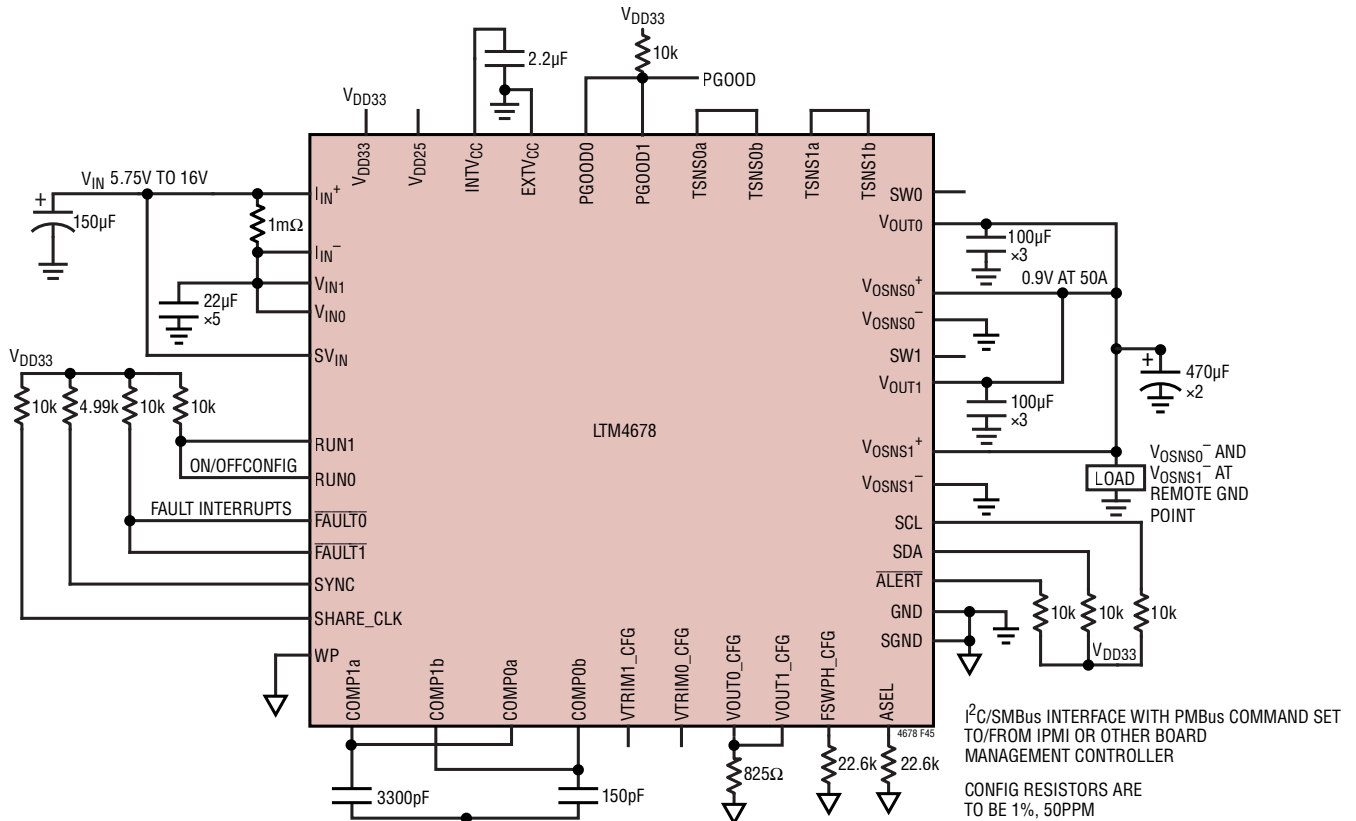 VDD33
10k
2.2µF
PGOOD
VDD33
VDD33
VDD25
INTVCC
EXTVCC
PGOOD0
PGOOD1
TSNS0a
TSNS0b
TSNS1a
TSNS1b
VIN 5.75V TO 16V
+
150µF
1mΩ
22µF
×5
IIN+
IIN−
VIN1
VIN0
SVIN
VDD33
10k
4.99k
10k
10k
RUN1
ON/OFFCONFIG
RUN0
FAULT INTERRUPTS
FAULT0
FAULT1
SYNC
SHARE_CLK
WP
LTM4678
SW0
VOUT0
100µF
×3
0.9V AT 50A
VOSNS0+
VOSNS0−
SW1
VOUT1
100µF
×3
+
470µF
×2
VOSNS1+
VOSNS1−
LOAD
VOSNS0− AND
VOSNS1− AT
REMOTE GND
POINT
SCL
SDA
ALERT
GND
SGND
10k
10k
10k
VDD33
COMP1a
COMP1b
COMP0a
COMP0b
VTRIM1_CFG
VTRIM0_CFG
VOUT0_CFG
VOUT1_CFG
FSWPH_CFG
ASEL
4678 F45
3300pF
150pF
825Ω
22.6k
22.6k
I2C/SMBus INTERFACE WITH PMBus COMMAND SET
TO/FROM IPMI OR OTHER BOARD
MANAGEMENT CONTROLLER
CONFIG RESISTORS ARE
TO BE 1%, 50PPM